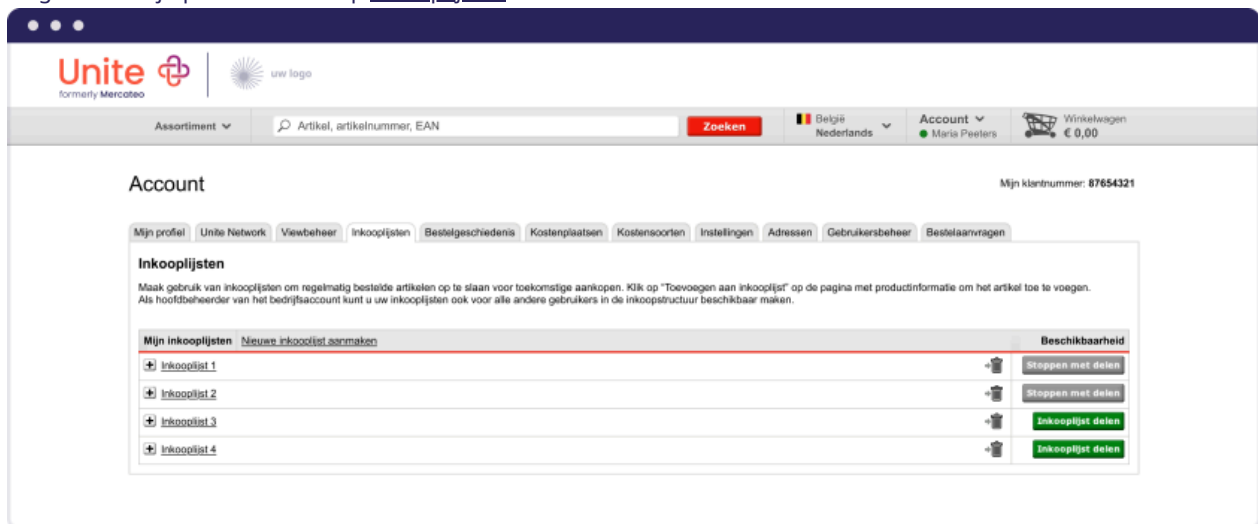 Unite
formerly Mercateo
uw logo
Assortiment
Artikel, artikelnummer, EAN
Zoeken
België
Nederlands
Account
Maria Peeters
Winkelwagen
€ 0,00
Account
Mijn klantnummer: 87654321
Mijn profiel Unite Network Viewbeheer Inkooplijsten Bestelgeschiedenis Kostenplaatsen Kostensoorten Instellingen Adressen Gebruikersbeheer Bestelaanvragen
Inkooplijsten
Maak gebruik van inkooplijsten om regelmatig bestelde artikelen op te slaan voor toekomstige aankopen. Klik op "Toevoegen aan inkooplijst" op de pagina met productinformatie om het artikel toe te voegen.
Als hoofdbeheerder van het bedrijfsaccount kunt u uw inkooplijsten ook voor alle andere gebruikers in de inkoopstructuur beschikbaar maken.
Mijn inkooplijsten Nieuwe inkooplijst aanmaken Beschikbaarheid
Inkooplijst 1 Stoppen met delen
Inkooplijst 2 Stoppen met delen
Inkooplijst 3 Inkooplijst delen
Inkooplijst 4 Inkooplijst delen